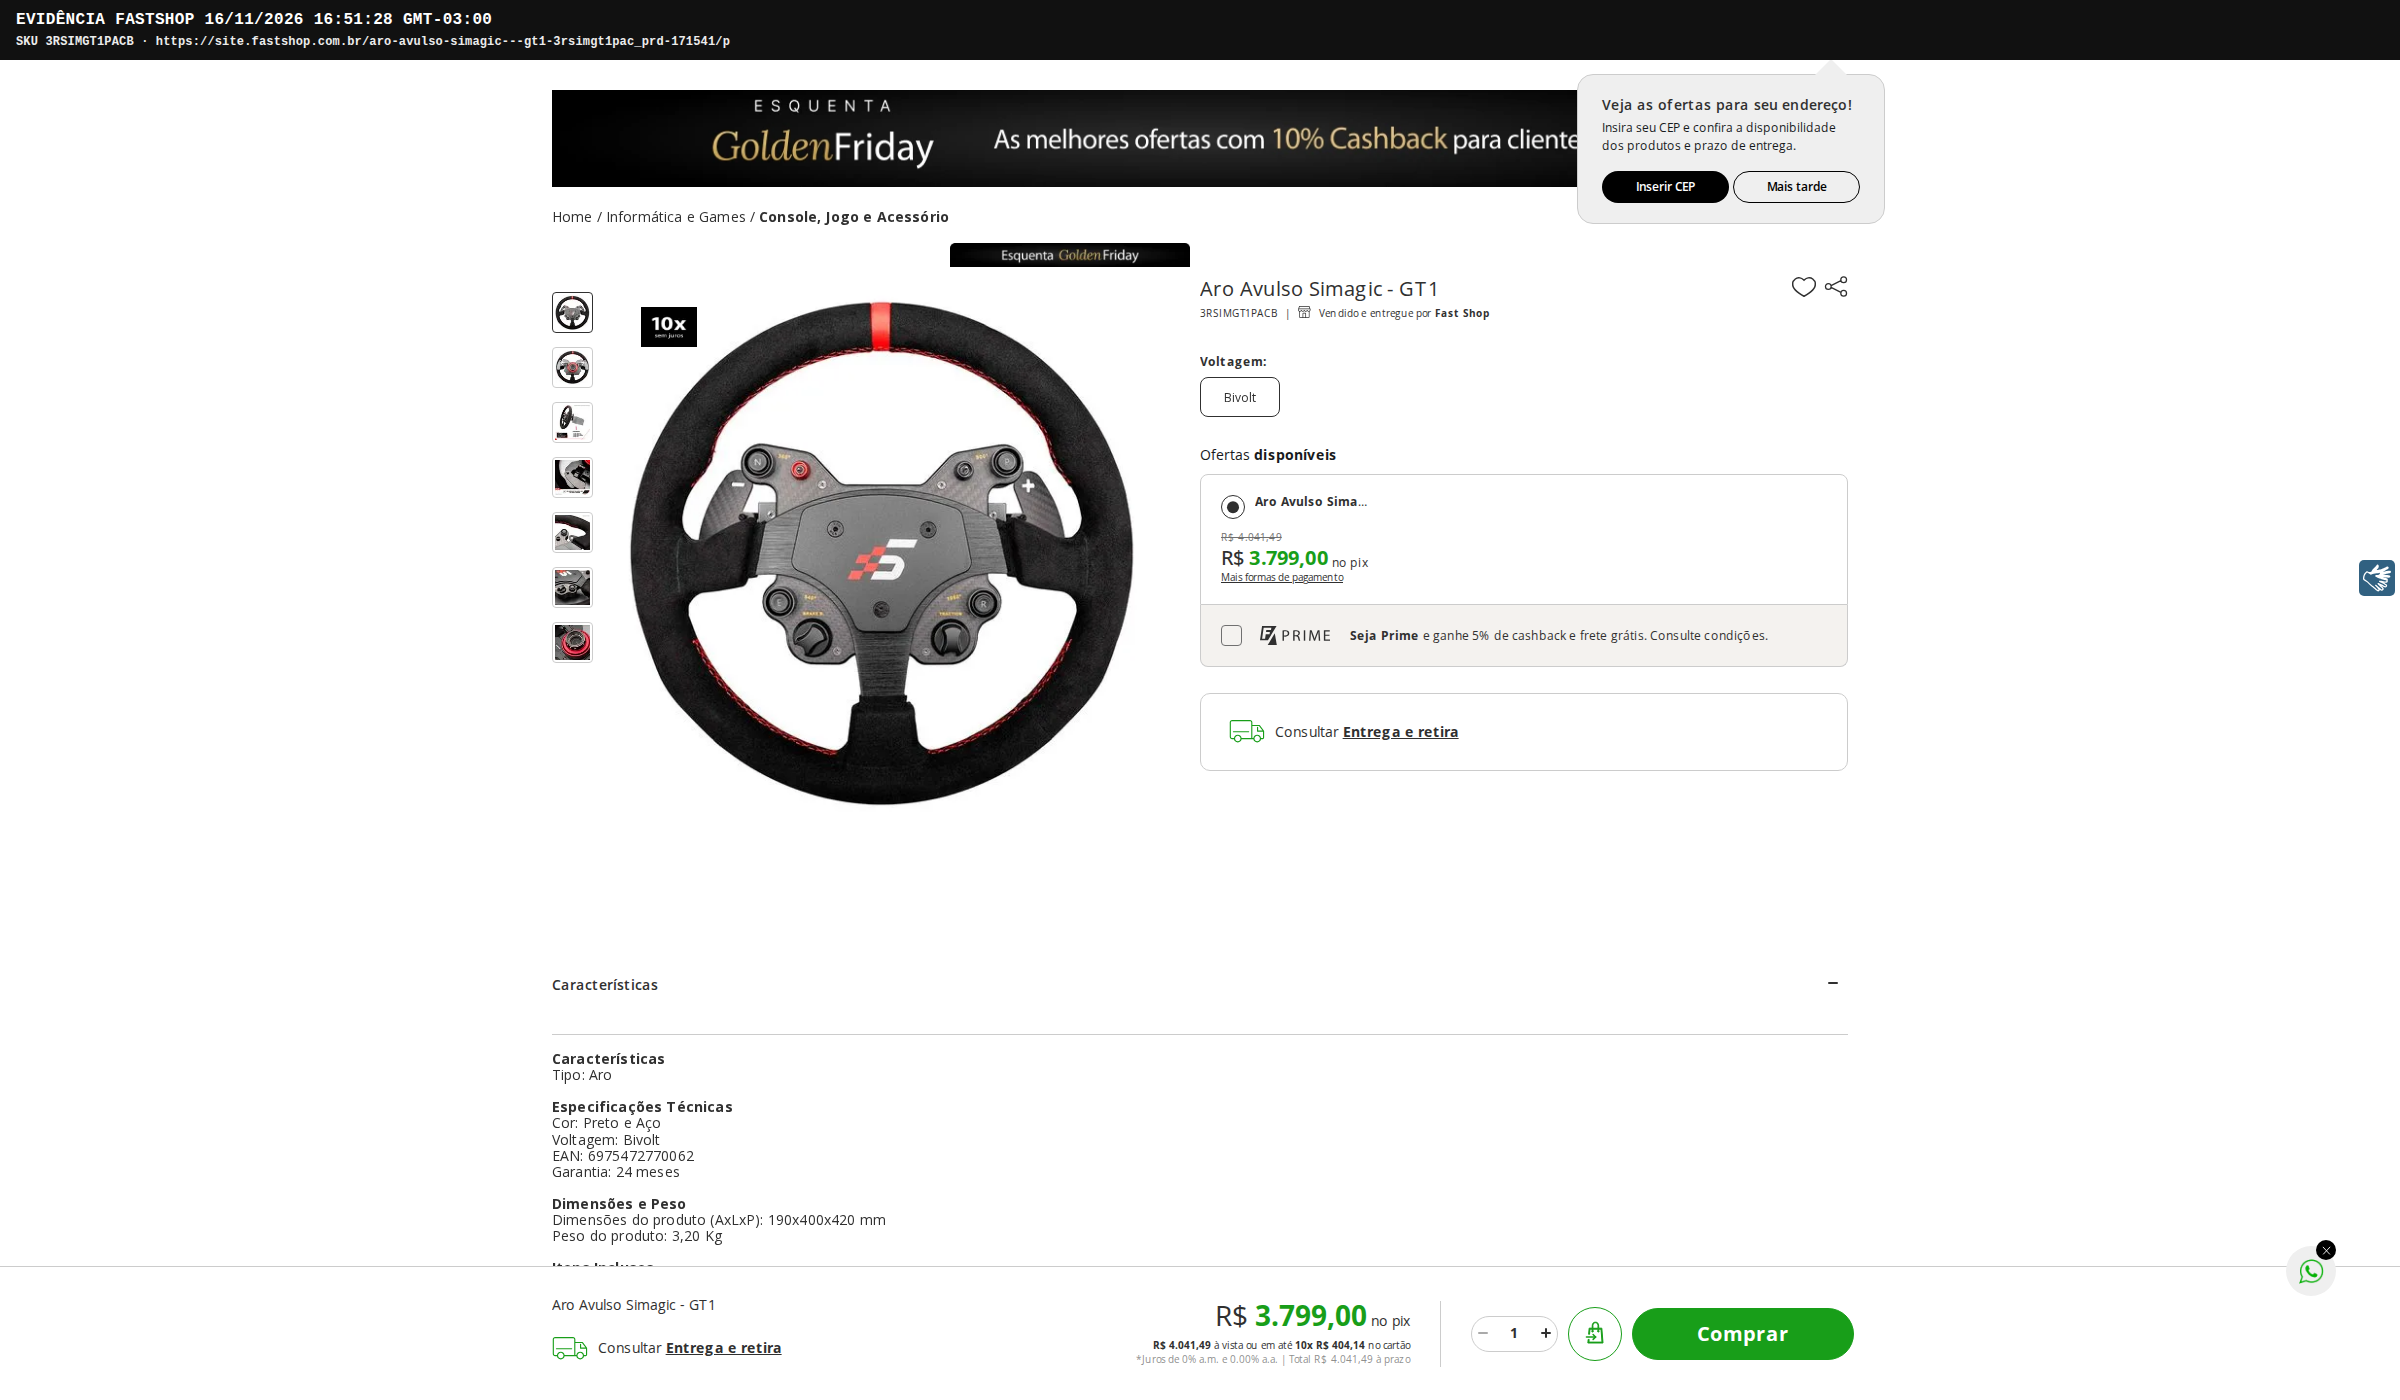 EVIDÊNCIA FASTSHOP 16/11/2026 16:51:28 GMT-03:00
SKU 3RSIMGT1PACB · https://site.fastshop.com.br/aro-avulso-simagic---gt1-3rsimgt1pac_prd-171541/p
ESQUENTA
GoldenFriday
As melhores ofertas com 10% Cashback para cliente
Veja as ofertas para seu endereço!
Insira seu CEP e confira a disponibilidade
dos produtos e prazo de entrega.
Inserir CEP
Mais tarde
Home / Informática e Games / Console, Jogo e Acessório
Esquenta GoldenFriday
10x
sem juros
Aro Avulso Simagic - GT1
3RSIMGT1PACB | Vendido e entregue por Fast Shop
Voltagem:
Bivolt
Ofertas disponíveis
Aro Avulso Sima...
R$ 4.041,49
R$ 3.799,00 no pix
Mais formas de pagamento
PRIME Seja Prime e ganhe 5% de cashback e frete grátis. Consulte condições.
Consultar Entrega e retira
Características
Características
Tipo: Aro
Especificações Técnicas
Cor: Preto e Aço
Voltagem: Bivolt
EAN: 6975472770062
Garantia: 24 meses
Dimensões e Peso
Dimensões do produto (AxLxP): 190x400x420 mm
Peso do produto: 3,20 Kg
Aro Avulso Simagic - GT1
Consultar Entrega e retira
R$ 3.799,00 no pix
R$ 4.041,49 à vista ou em até 10x R$ 404,14 no cartão
*Juros de 0% a.m. e 0.00% a.a. | Total R$ 4.041,49 à prazo
1
Comprar